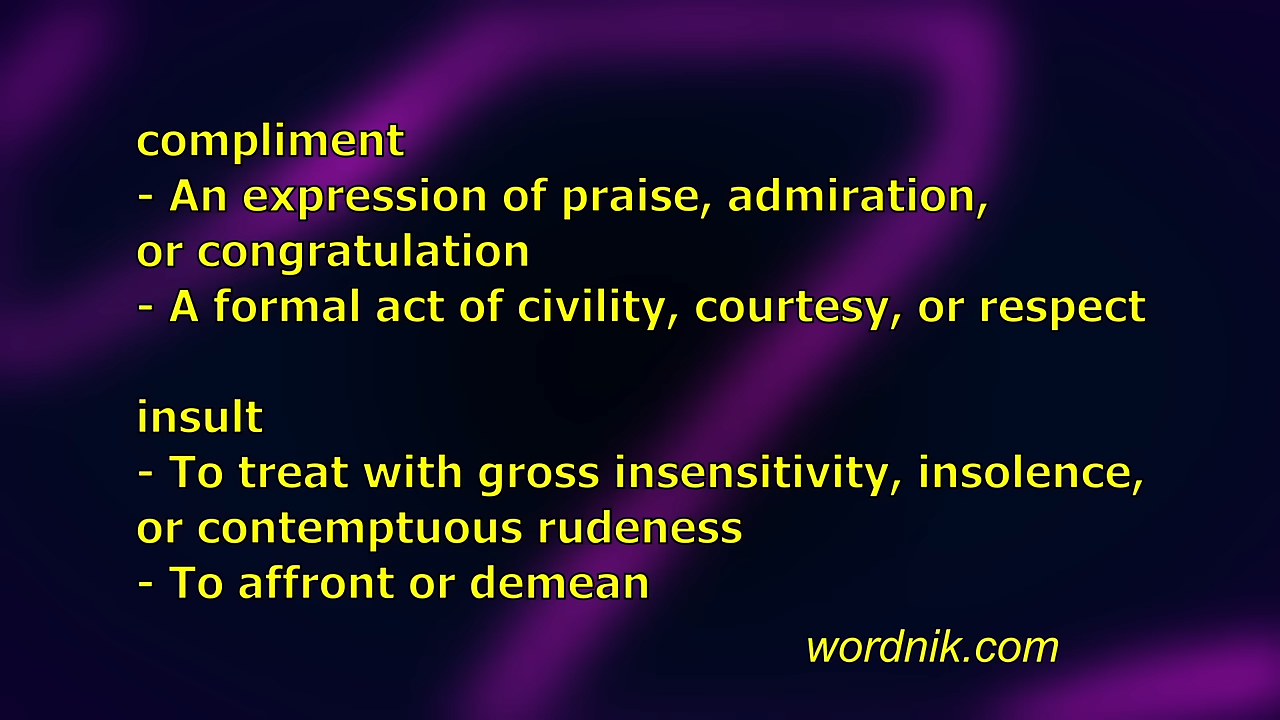 compliment
- An expression of praise, admiration,
or congratulation
- A formal act of civility, courtesy, or respect
insult
- To treat with gross insensitivity, insolence,
or contemptuous rudeness
- To affront or demean
wordnik.com